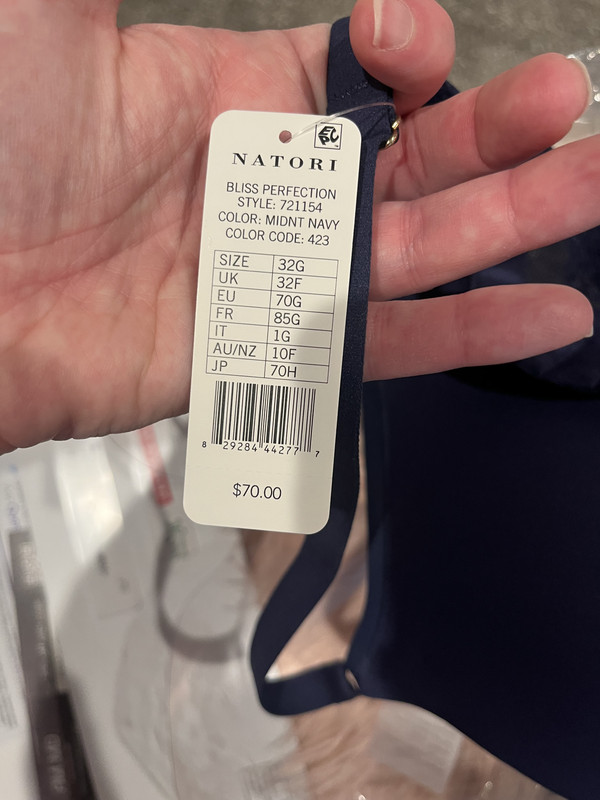 NATORI
BLISS PERFECTION
STYLE: 721154
COLOR: MIDNT NAVY
COLOR CODE: 423
SIZE 32G
UK 32F
EU 70G
FR 85G
IT 1G
AU/NZ 10F
JP 70H
8 29284 44277 7
$70.00